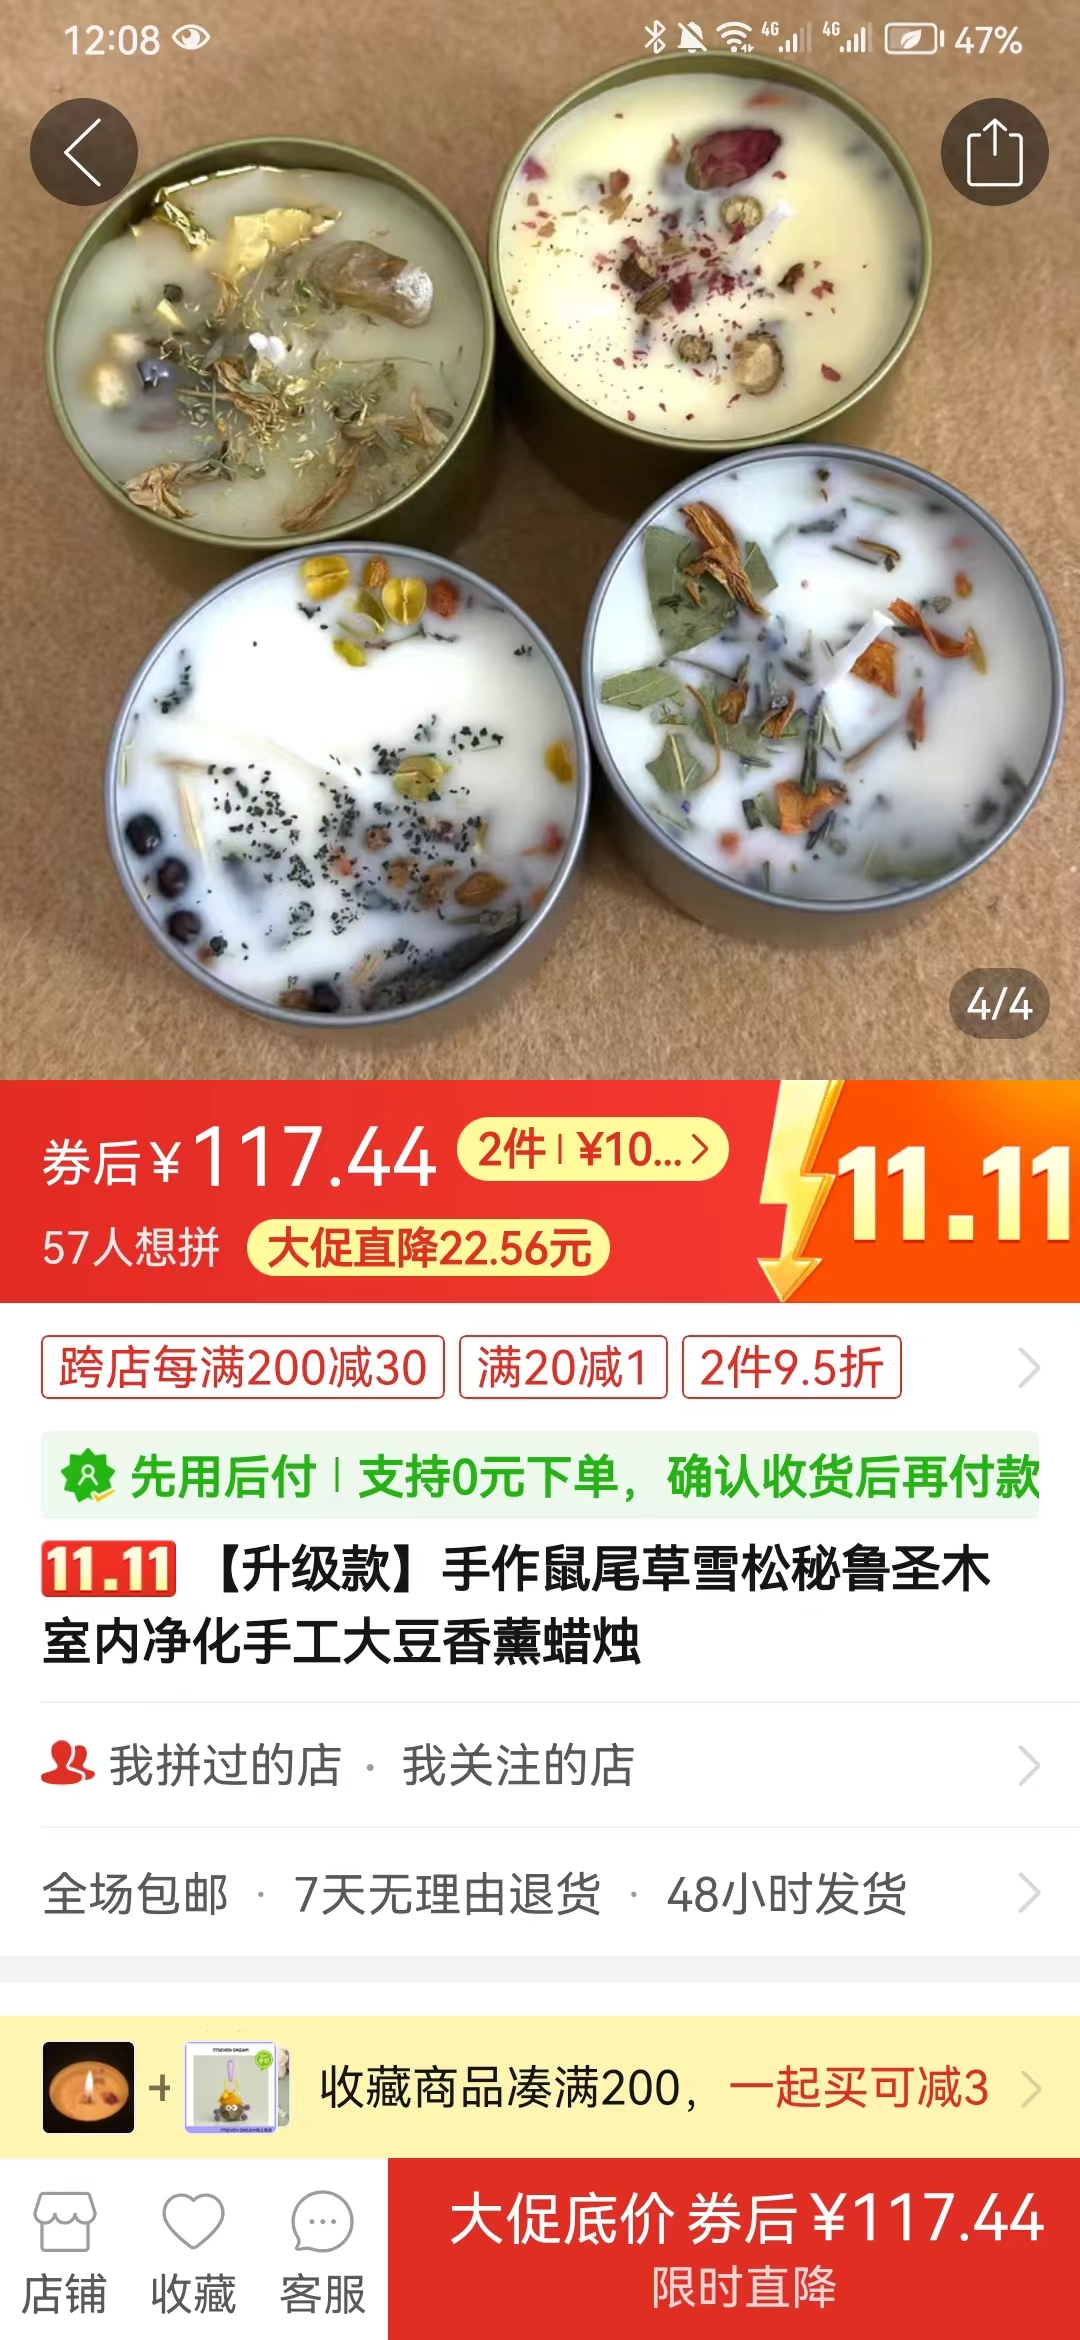 12:08
4G 4G 47%
4/4
券后¥117.44 2件 | ¥10...
57人想拼 大促直降22.56元
11.11
跨店每满200减30 满20减1 2件9.5折
先用后付 | 支持0元下单，确认收货后再付款
11.11 【升级款】手作鼠尾草雪松秘鲁圣木
室内净化手工大豆香薰蜡烛
我拼过的店 · 我关注的店
全场包邮 · 7天无理由退货 · 48小时发货
+ 收藏商品凑满200，一起买可减3
店铺 收藏 客服
大促底价 券后¥117.44
限时直降